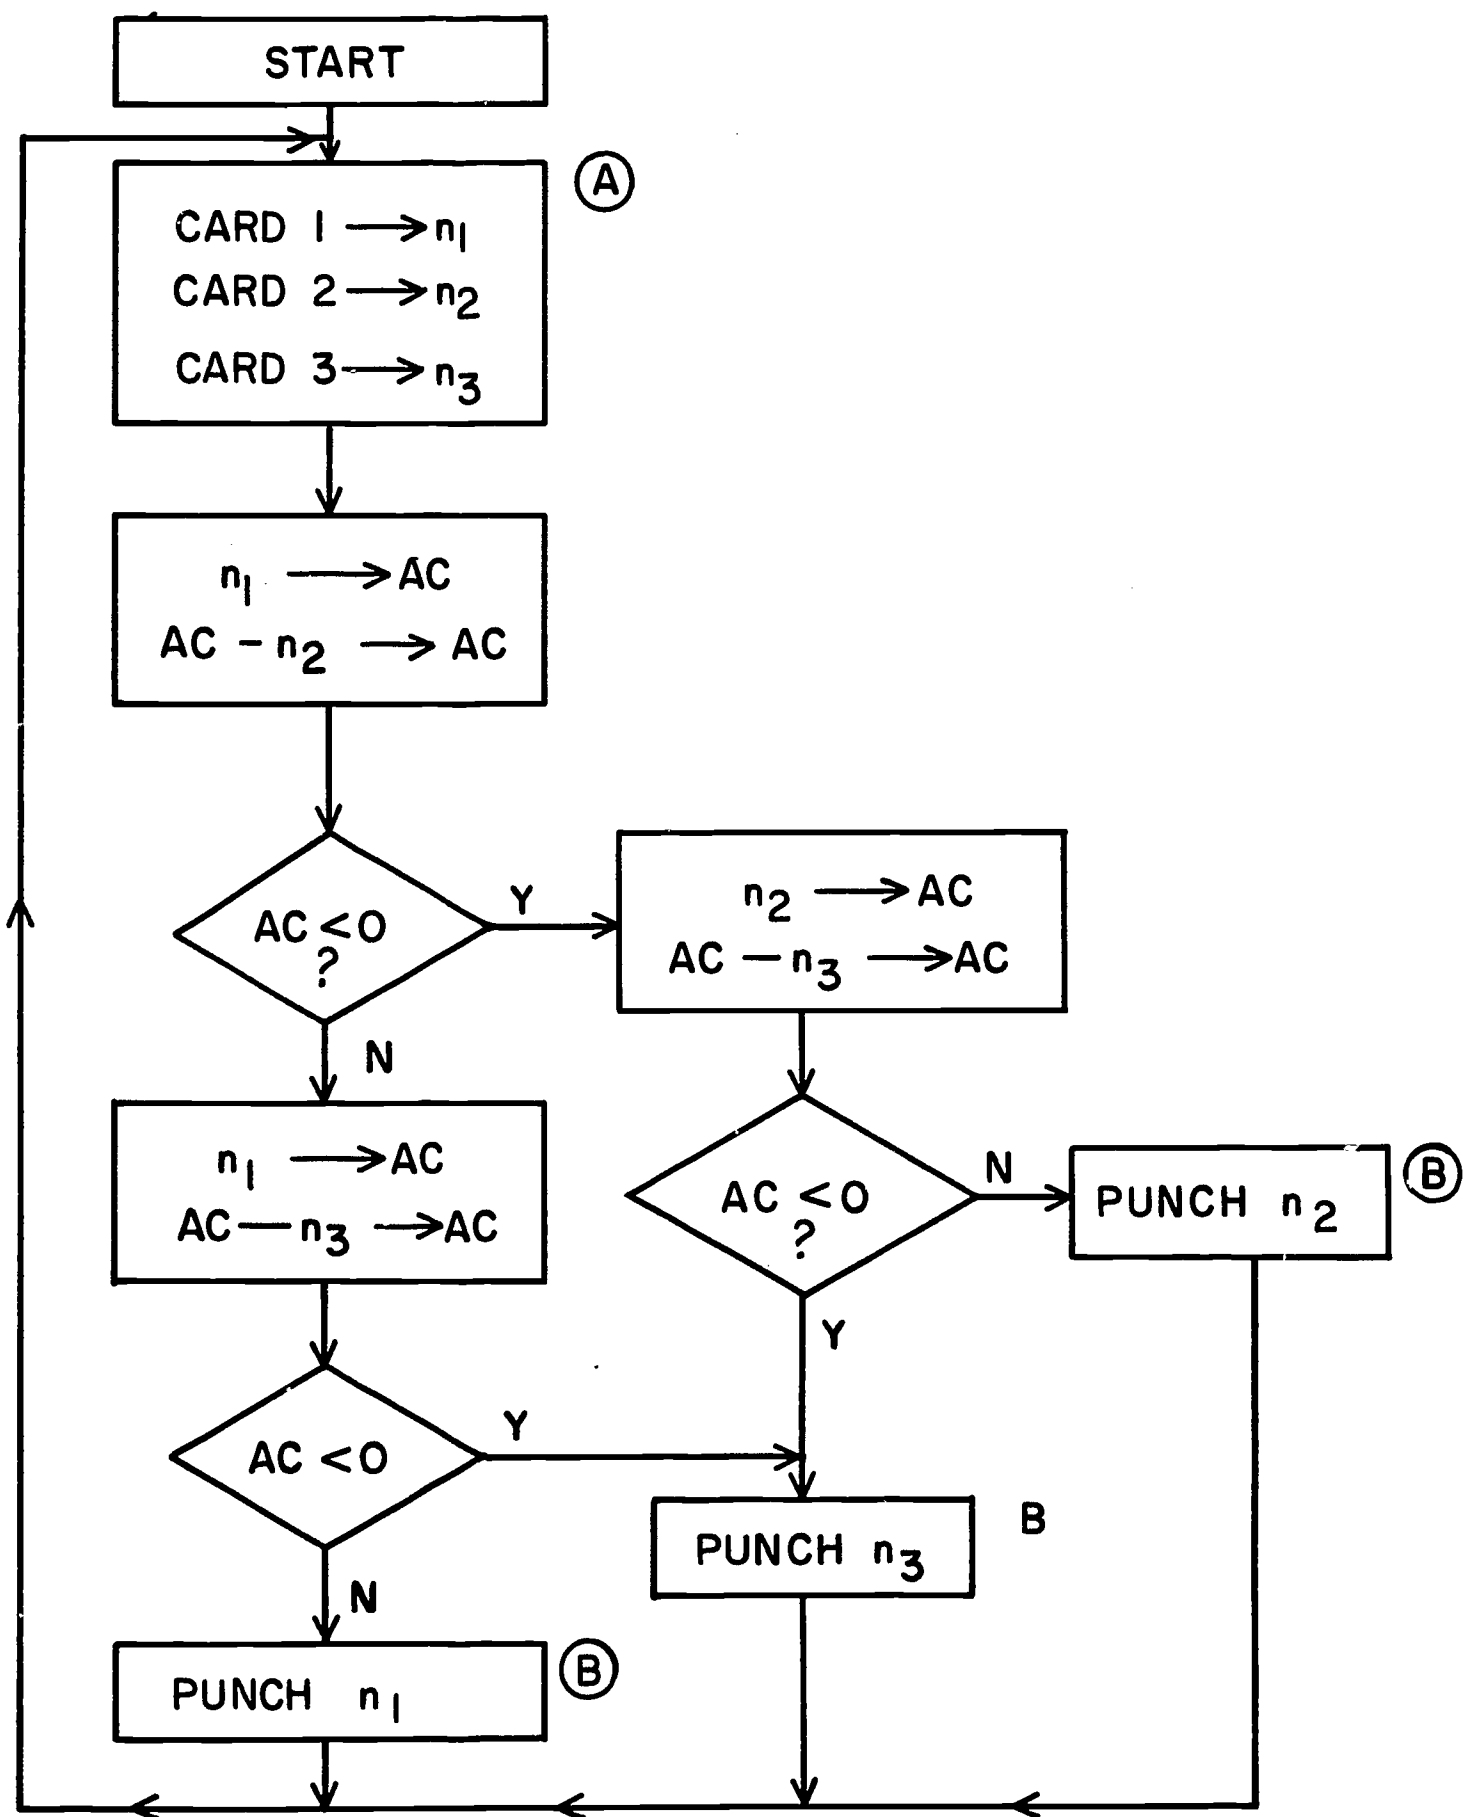 START
A
CARD 1 → n1
CARD 2 → n2
CARD 3 → n3
n1 → AC
AC - n2 → AC
AC < 0
?
Y
N
n2 → AC
AC - n3 → AC
n1 → AC
AC - n3 → AC
AC < 0
?
N
Y
PUNCH n2
B
AC < 0
Y
N
PUNCH n3
B
PUNCH n1
B